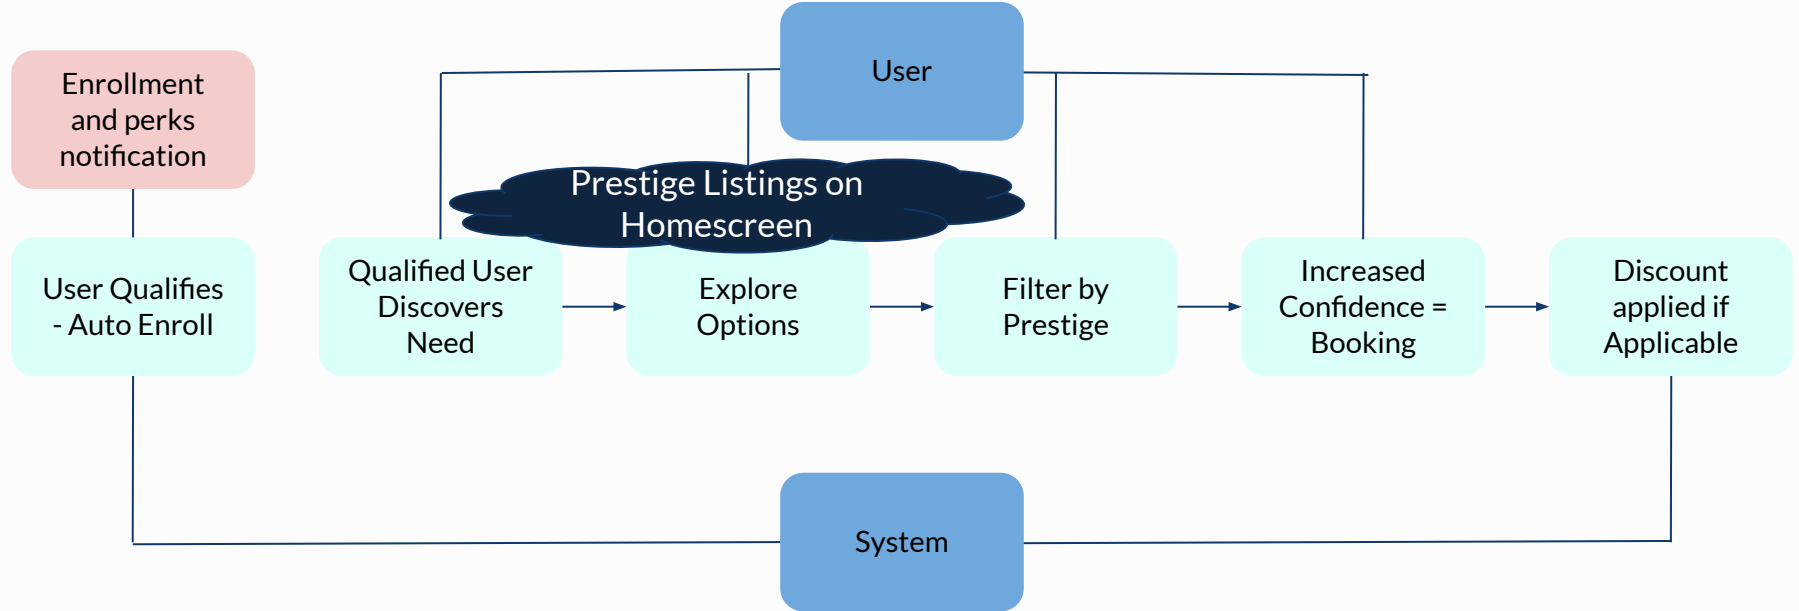 User
Enrollment
and perks
notification
Prestige Listings on
Homescreen
User Qualifies
- Auto Enroll
Qualified User
Discovers
Need
Explore
Options
Filter by
Prestige
Increased
Confidence =
Booking
Discount
applied if
Applicable
System